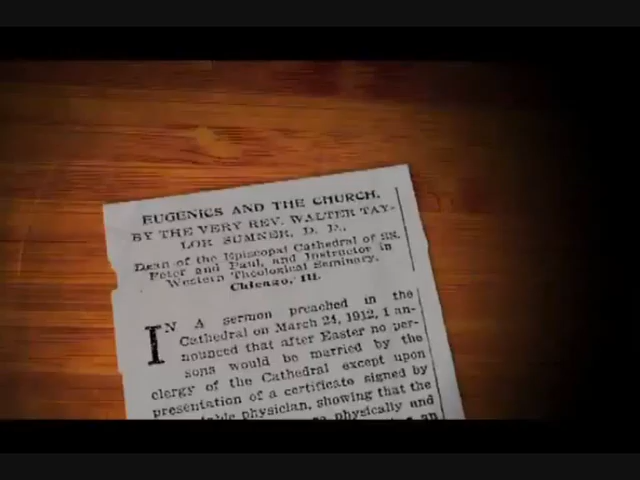 EUGENICS AND THE CHURCH.
BY THE VERY REV. WALTER TAY-
LOR SUMNER, D. D.,
Dean of the Episcopal Cathedral of SS.
Peter and Paul, and Instructor in
Western Theological Seminary,
Chicago, Ill.
IN A sermon preached in the
Cathedral on March 24, 1912, I an-
nounced that after Easter no per-
sons would be married by the
clergy of the Cathedral except upon
presentation of a certificate signed by
physician, showing that the
physically and
an